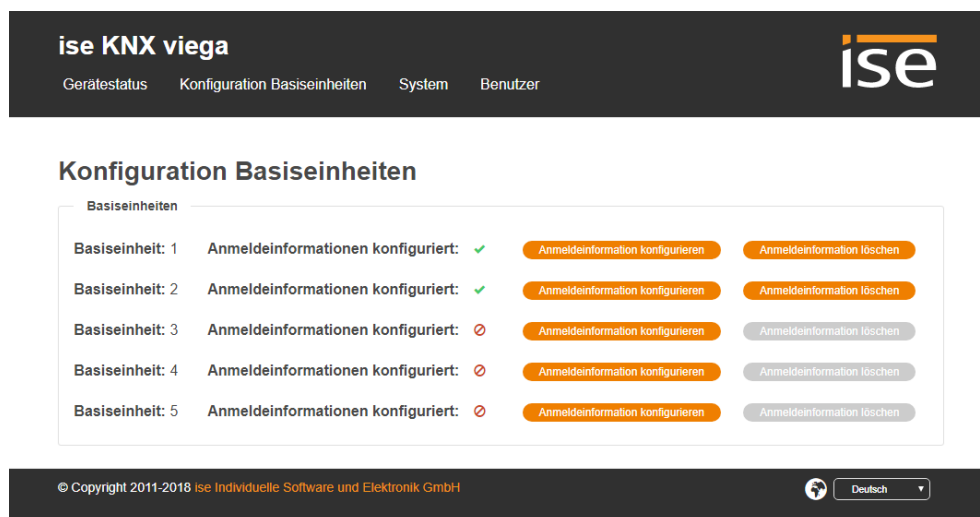 ise KNX viega
ise
Gerätestatus Konfiguration Basiseinheiten System Benutzer
Konfiguration Basiseinheiten
Basiseinheiten
Basiseinheit: 1 Anmeldeinformationen konfiguriert: Anmeldeinformation konfigurieren Anmeldeinformation löschen
Basiseinheit: 2 Anmeldeinformationen konfiguriert: Anmeldeinformation konfigurieren Anmeldeinformation löschen
Basiseinheit: 3 Anmeldeinformationen konfiguriert: Anmeldeinformation konfigurieren Anmeldeinformation löschen
Basiseinheit: 4 Anmeldeinformationen konfiguriert: Anmeldeinformation konfigurieren Anmeldeinformation löschen
Basiseinheit: 5 Anmeldeinformationen konfiguriert: Anmeldeinformation konfigurieren Anmeldeinformation löschen
© Copyright 2011-2018 ise Individuelle Software und Elektronik GmbH Deutsch